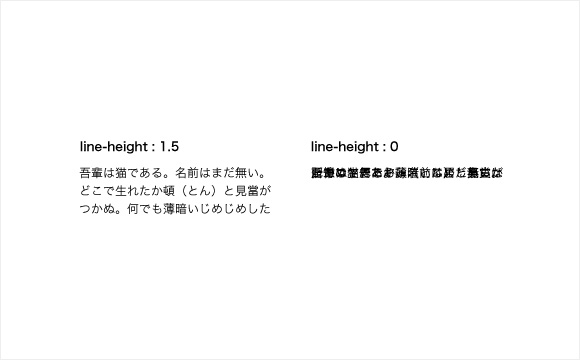 line-height : 1.5
吾輩は猫である。名前はまだ無い。
どこで生れたか頓（とん）と見當が
つかぬ。何でも薄暗いじめじめした
line-height : 0